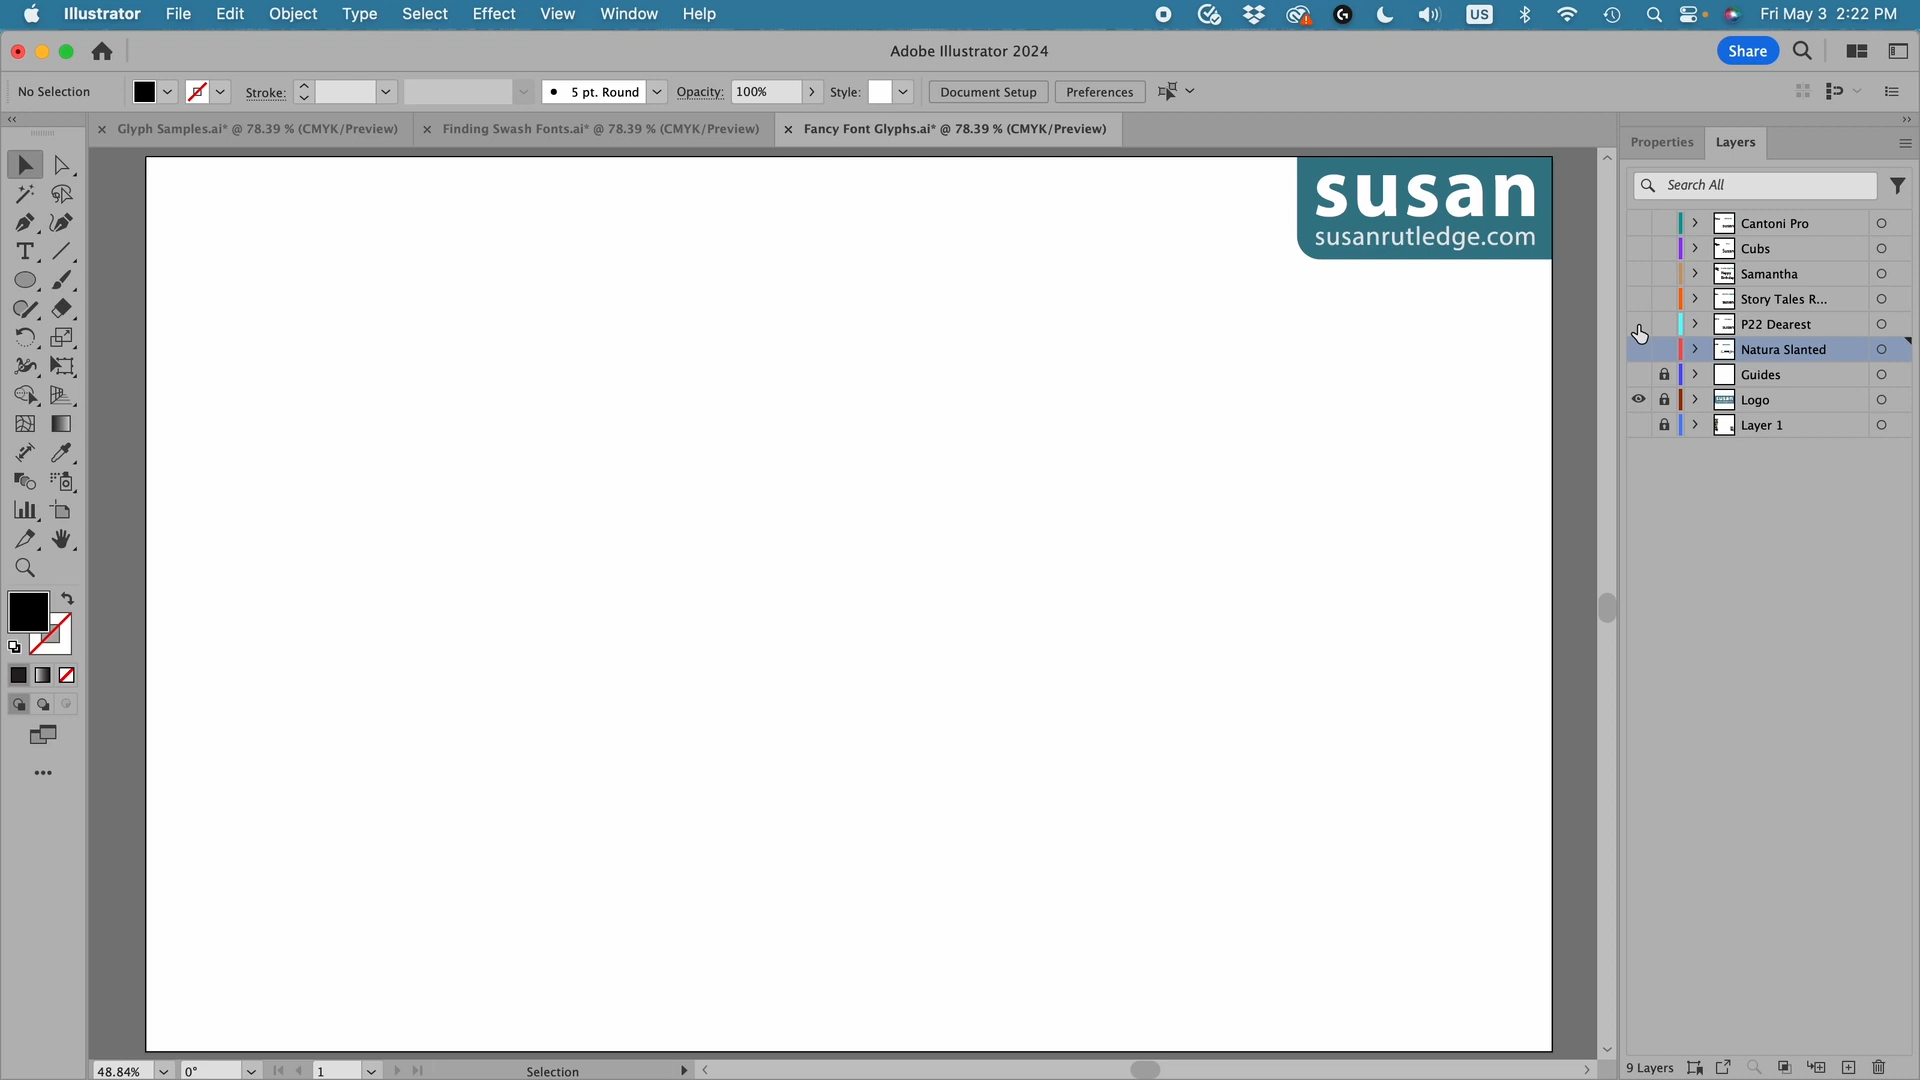 Illustrator File Edit Object Type Select Effect View Window Help US Fri May 3 2:22 PM
Adobe Illustrator 2024 Share
No Selection Stroke: 5 pt. Round Opacity: 100% Style: Document Setup Preferences
Glyph Samples.ai* @ 78.39 % (CMYK/Preview) Finding Swash Fonts.ai* @ 78.39 % (CMYK/Preview) Fancy Font Glyphs.ai* @ 78.39 % (CMYK/Preview)
Properties Layers
Search All
susan
susanrutledge.com
Cantoni Pro
Cubs
Samantha
Story Tales R...
P22 Dearest
Natura Slanted
Guides
Logo
Layer 1
48.84% 0° 1 Selection 9 Layers